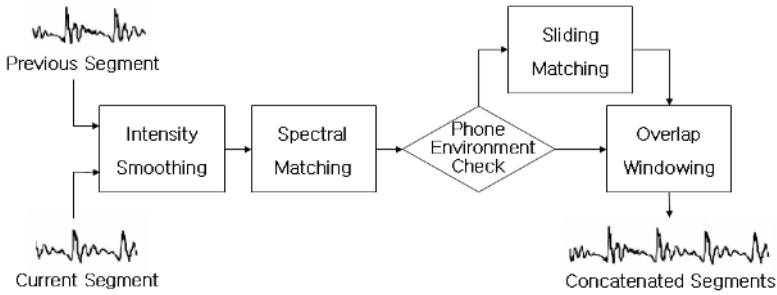 Previous Segment
Intensity
Smoothing
Spectral
Matching
Phone
Environment
Check
Sliding
Matching
Overlap
Windowing
Current Segment
Concatenated Segments